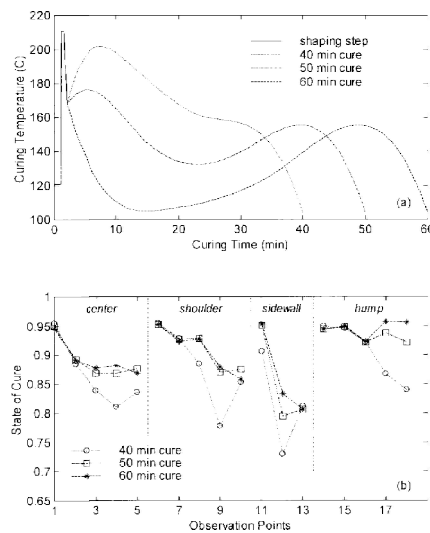 220
200
180
160
140
120
100
Curing Temperature (C)
shaping step
40 min cure
50 min cure
60 min cure
(a)
0 10 20 30 40 50 60
Curing Time (min)
1
0.95
0.9
0.85
0.8
0.75
0.7
0.65
State of Cure
center shoulder sidewall hump
40 min cure
50 min cure
60 min cure
(b)
1 3 5 7 9 11 13 15 17
Observation Points